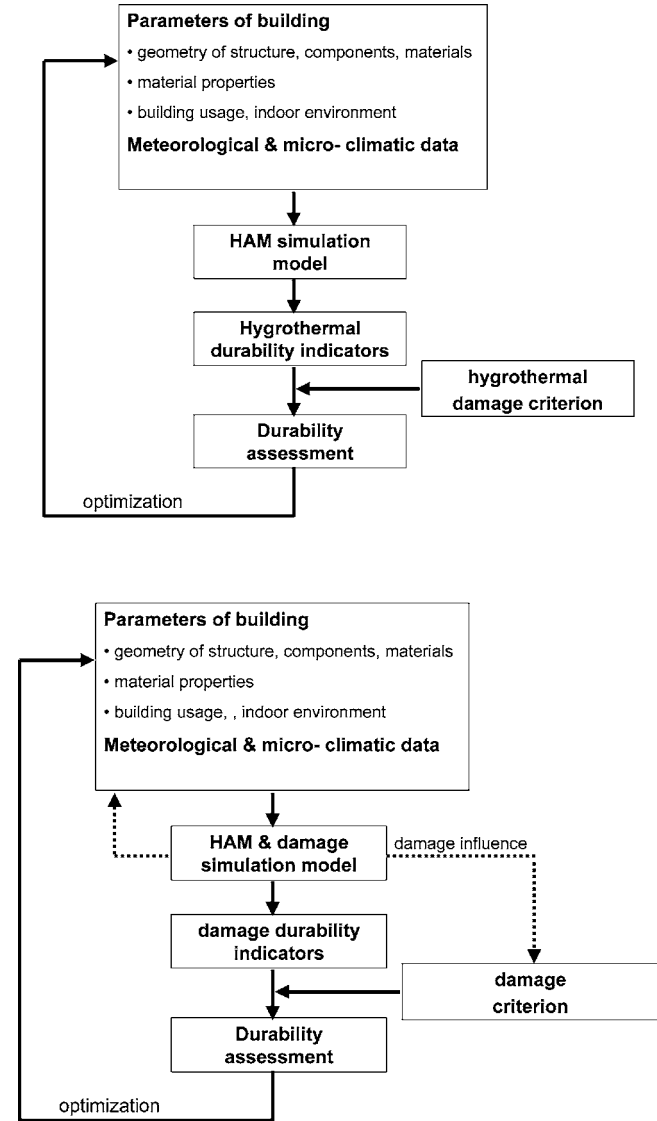 Parameters of building
• geometry of structure, components, materials
• material properties
• building usage, indoor environment
Meteorological & micro- climatic data
HAM simulation
model
Hygrothermal
durability indicators
hygrothermal
damage criterion
Durability
assessment
optimization
Parameters of building
• geometry of structure, components, materials
• material properties
• building usage, , indoor environment
Meteorological & micro- climatic data
HAM & damage
simulation model
damage influence
damage durability
indicators
damage
criterion
Durability
assessment
optimization